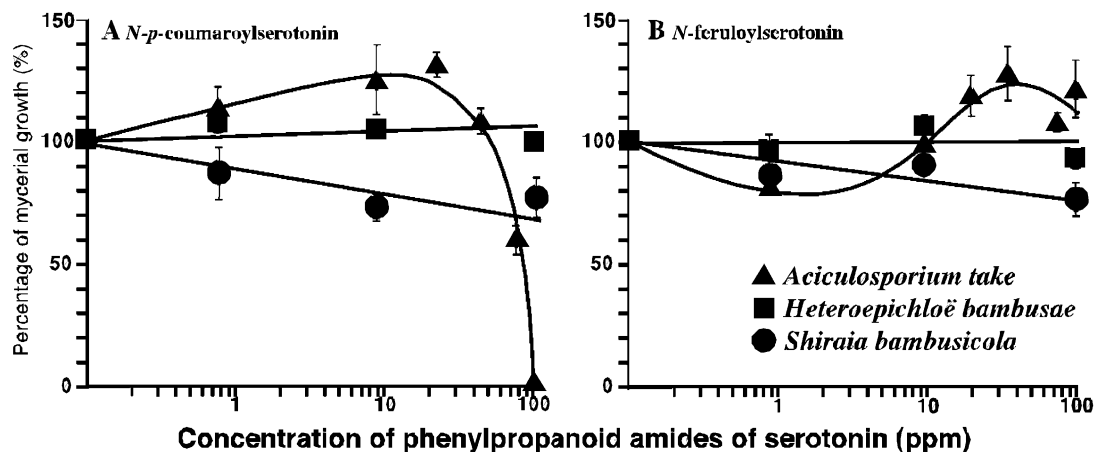 A N-p-coumaroylserotonin
B N-feruloylserotonin
Percentage of mycerial growth (%)
150
100
50
0
1
10
100
150
100
50
0
1
10
100
Aciculosporium take
Heteroepichloë bambusae
Shiraia bambusicola
Concentration of phenylpropanoid amides of serotonin (ppm)